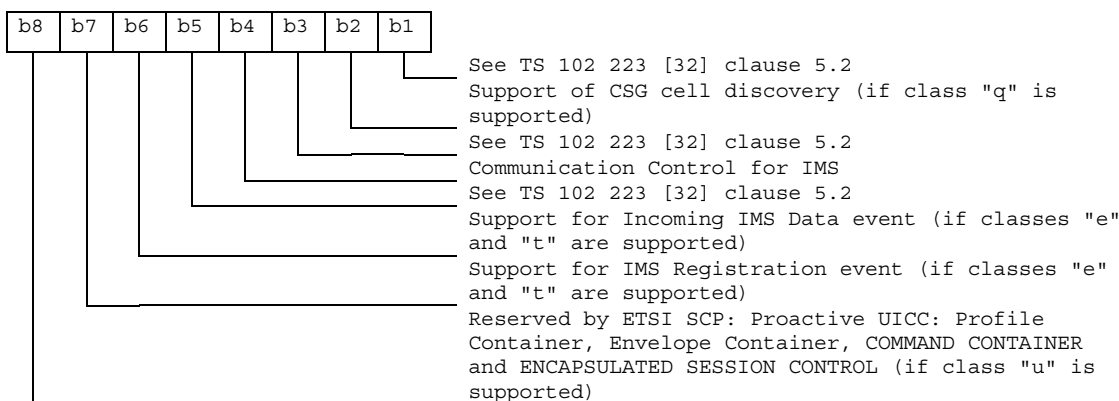 b8 b7 b6 b5 b4 b3 b2 b1
See TS 102 223 [32] clause 5.2
Support of CSG cell discovery (if class "q" is
supported)
See TS 102 223 [32] clause 5.2
Communication Control for IMS
See TS 102 223 [32] clause 5.2
Support for Incoming IMS Data event (if classes "e"
and "t" are supported)
Support for IMS Registration event (if classes "e"
and "t" are supported)
Reserved by ETSI SCP: Proactive UICC: Profile
Container, Envelope Container, COMMAND CONTAINER
and ENCAPSULATED SESSION CONTROL (if class "u" is
supported)